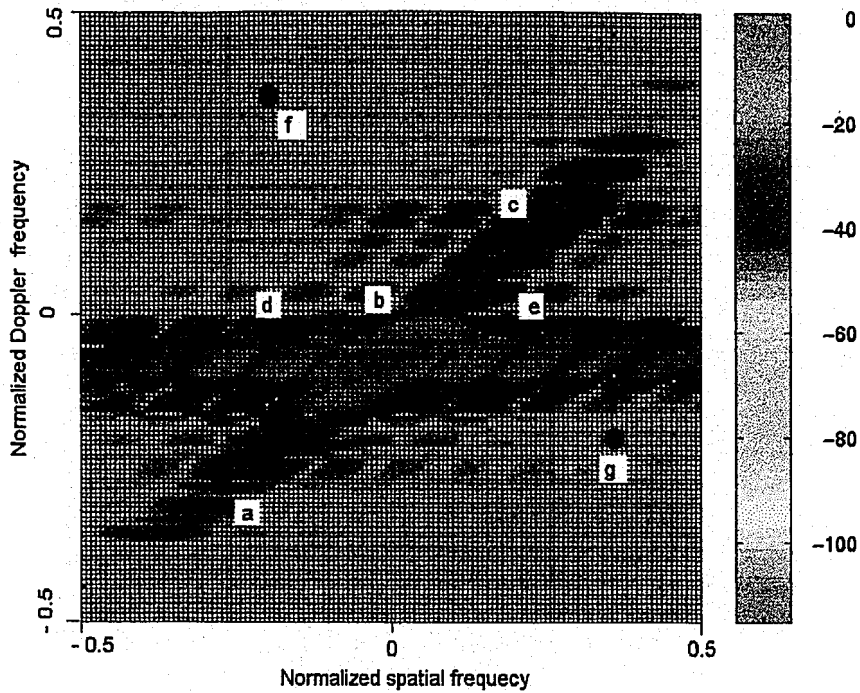 0.5
0
- 0.5
Normalized Doppler frequency
f
c
d
b
e
g
a
- 0.5
0
0.5
Normalized spatial frequecy
0
-20
-40
-60
-80
-100